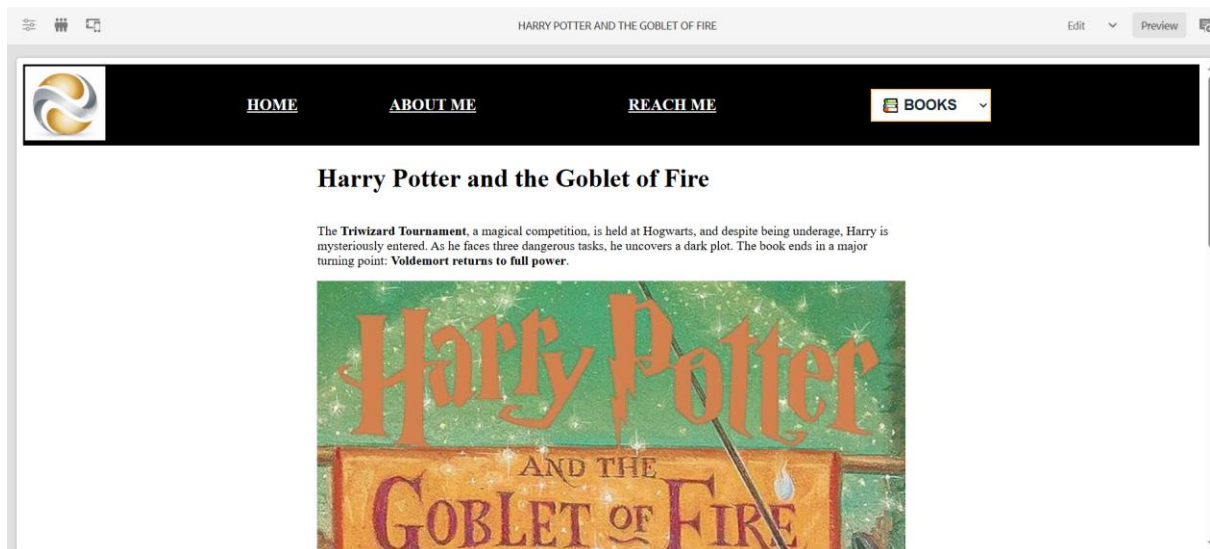 HARRY POTTER AND THE GOBLET OF FIRE
Edit
Preview
HOME
ABOUT ME
REACH ME
BOOKS
Harry Potter and the Goblet of Fire
The Triwizard Tournament, a magical competition, is held at Hogwarts, and despite being underage, Harry is
mysteriously entered. As he faces three dangerous tasks, he uncovers a dark plot. The book ends in a major
turning point: Voldemort returns to full power.
Harry Potter
AND THE
GOBLET OF FIRE